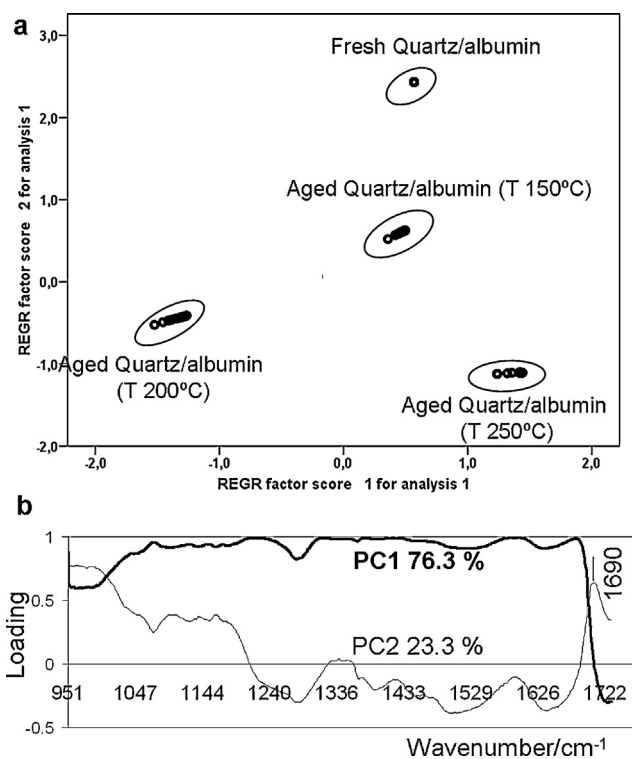 a
3,0
Fresh Quartz/albumin
2,0
REGR factor score 2 for analysis 1
Aged Quartz/albumin (T 150ºC)
1,0
0,0
-1,0
Aged Quartz/albumin
(T 200ºC)
Aged Quartz/albumin
(T 250ºC)
-2,0
-2,0 -1,0 0,0 1,0 2,0
REGR factor score 1 for analysis 1
b
1
PC1 76.3 %
1690
0.5
Loading
PC2 23.3 %
0
951 1047 1144 1240 1336 1433 1529 1626 1722
-0.5
Wavenumber/cm-1